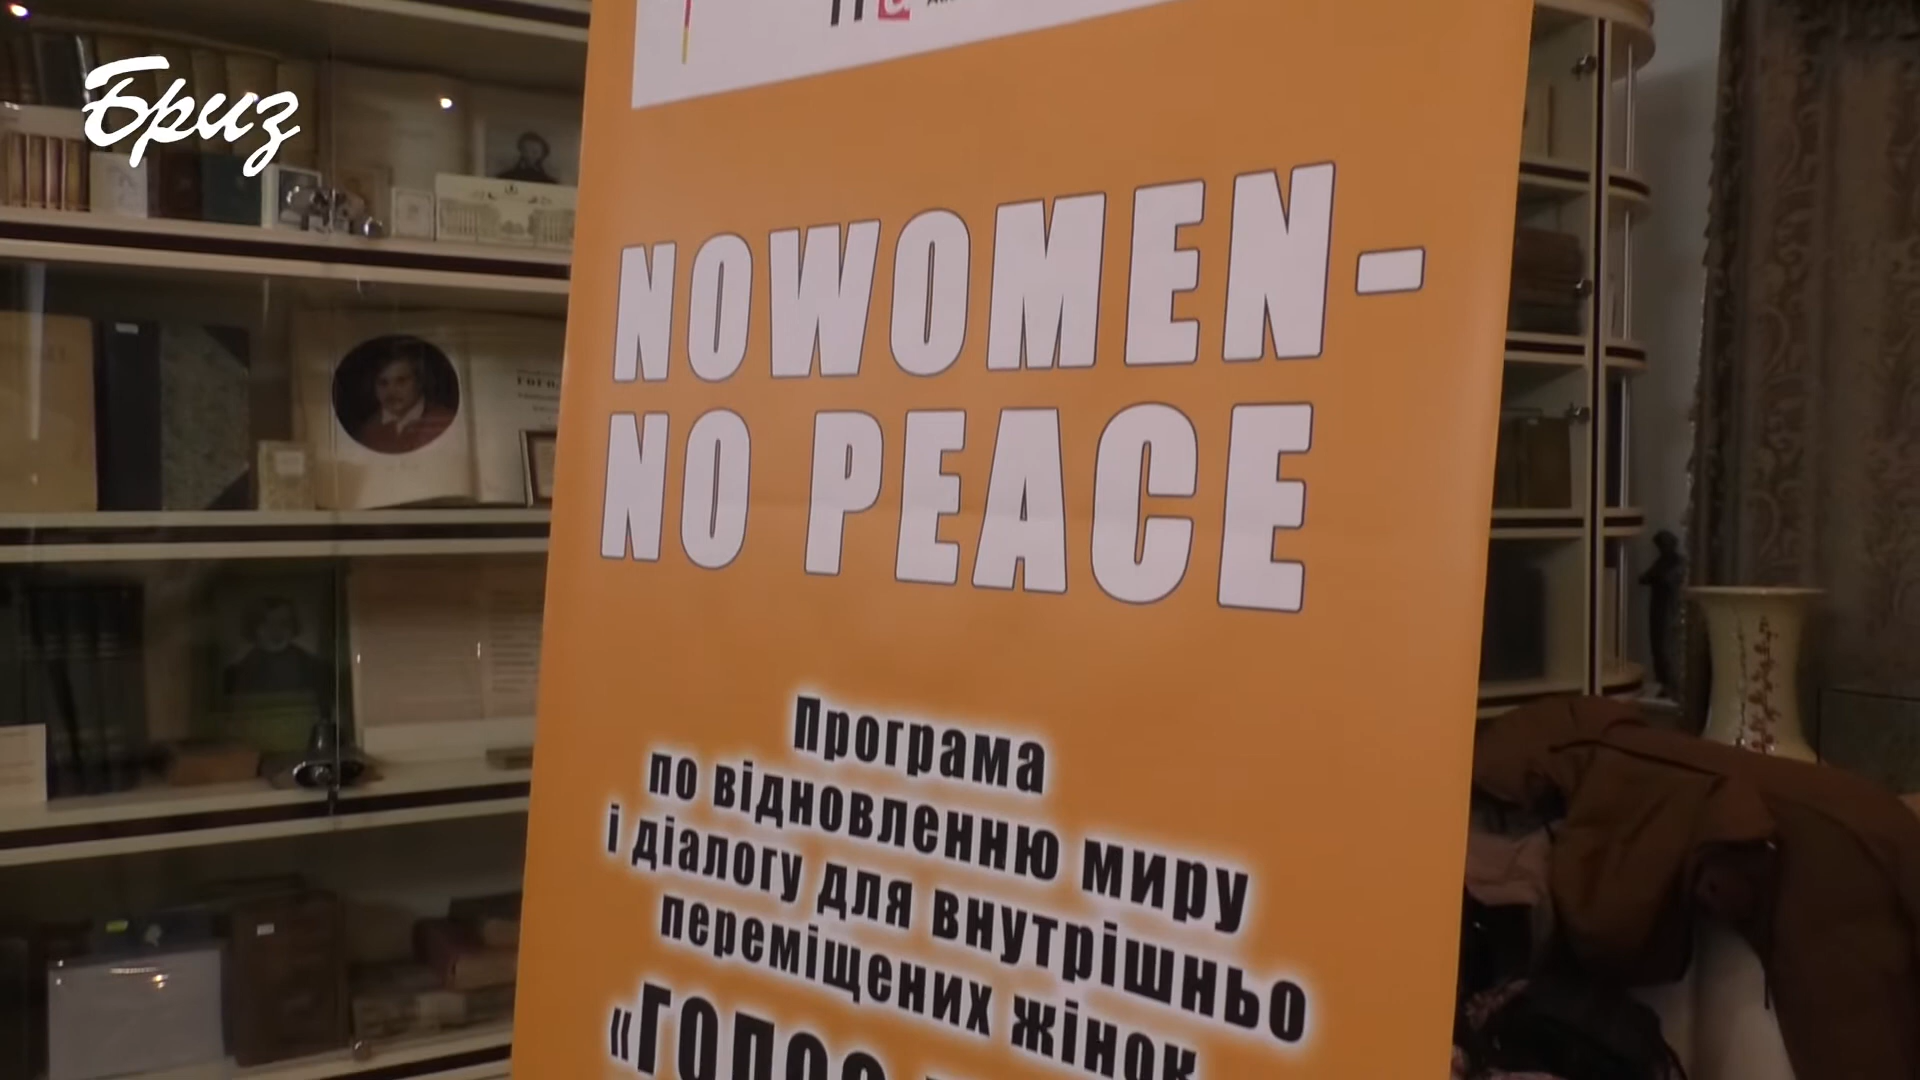 Бриз
NOWOMEN-
NO PEACE
Програма
по відновленню миру
і діалогу для внутрішньо
переміщених жінок